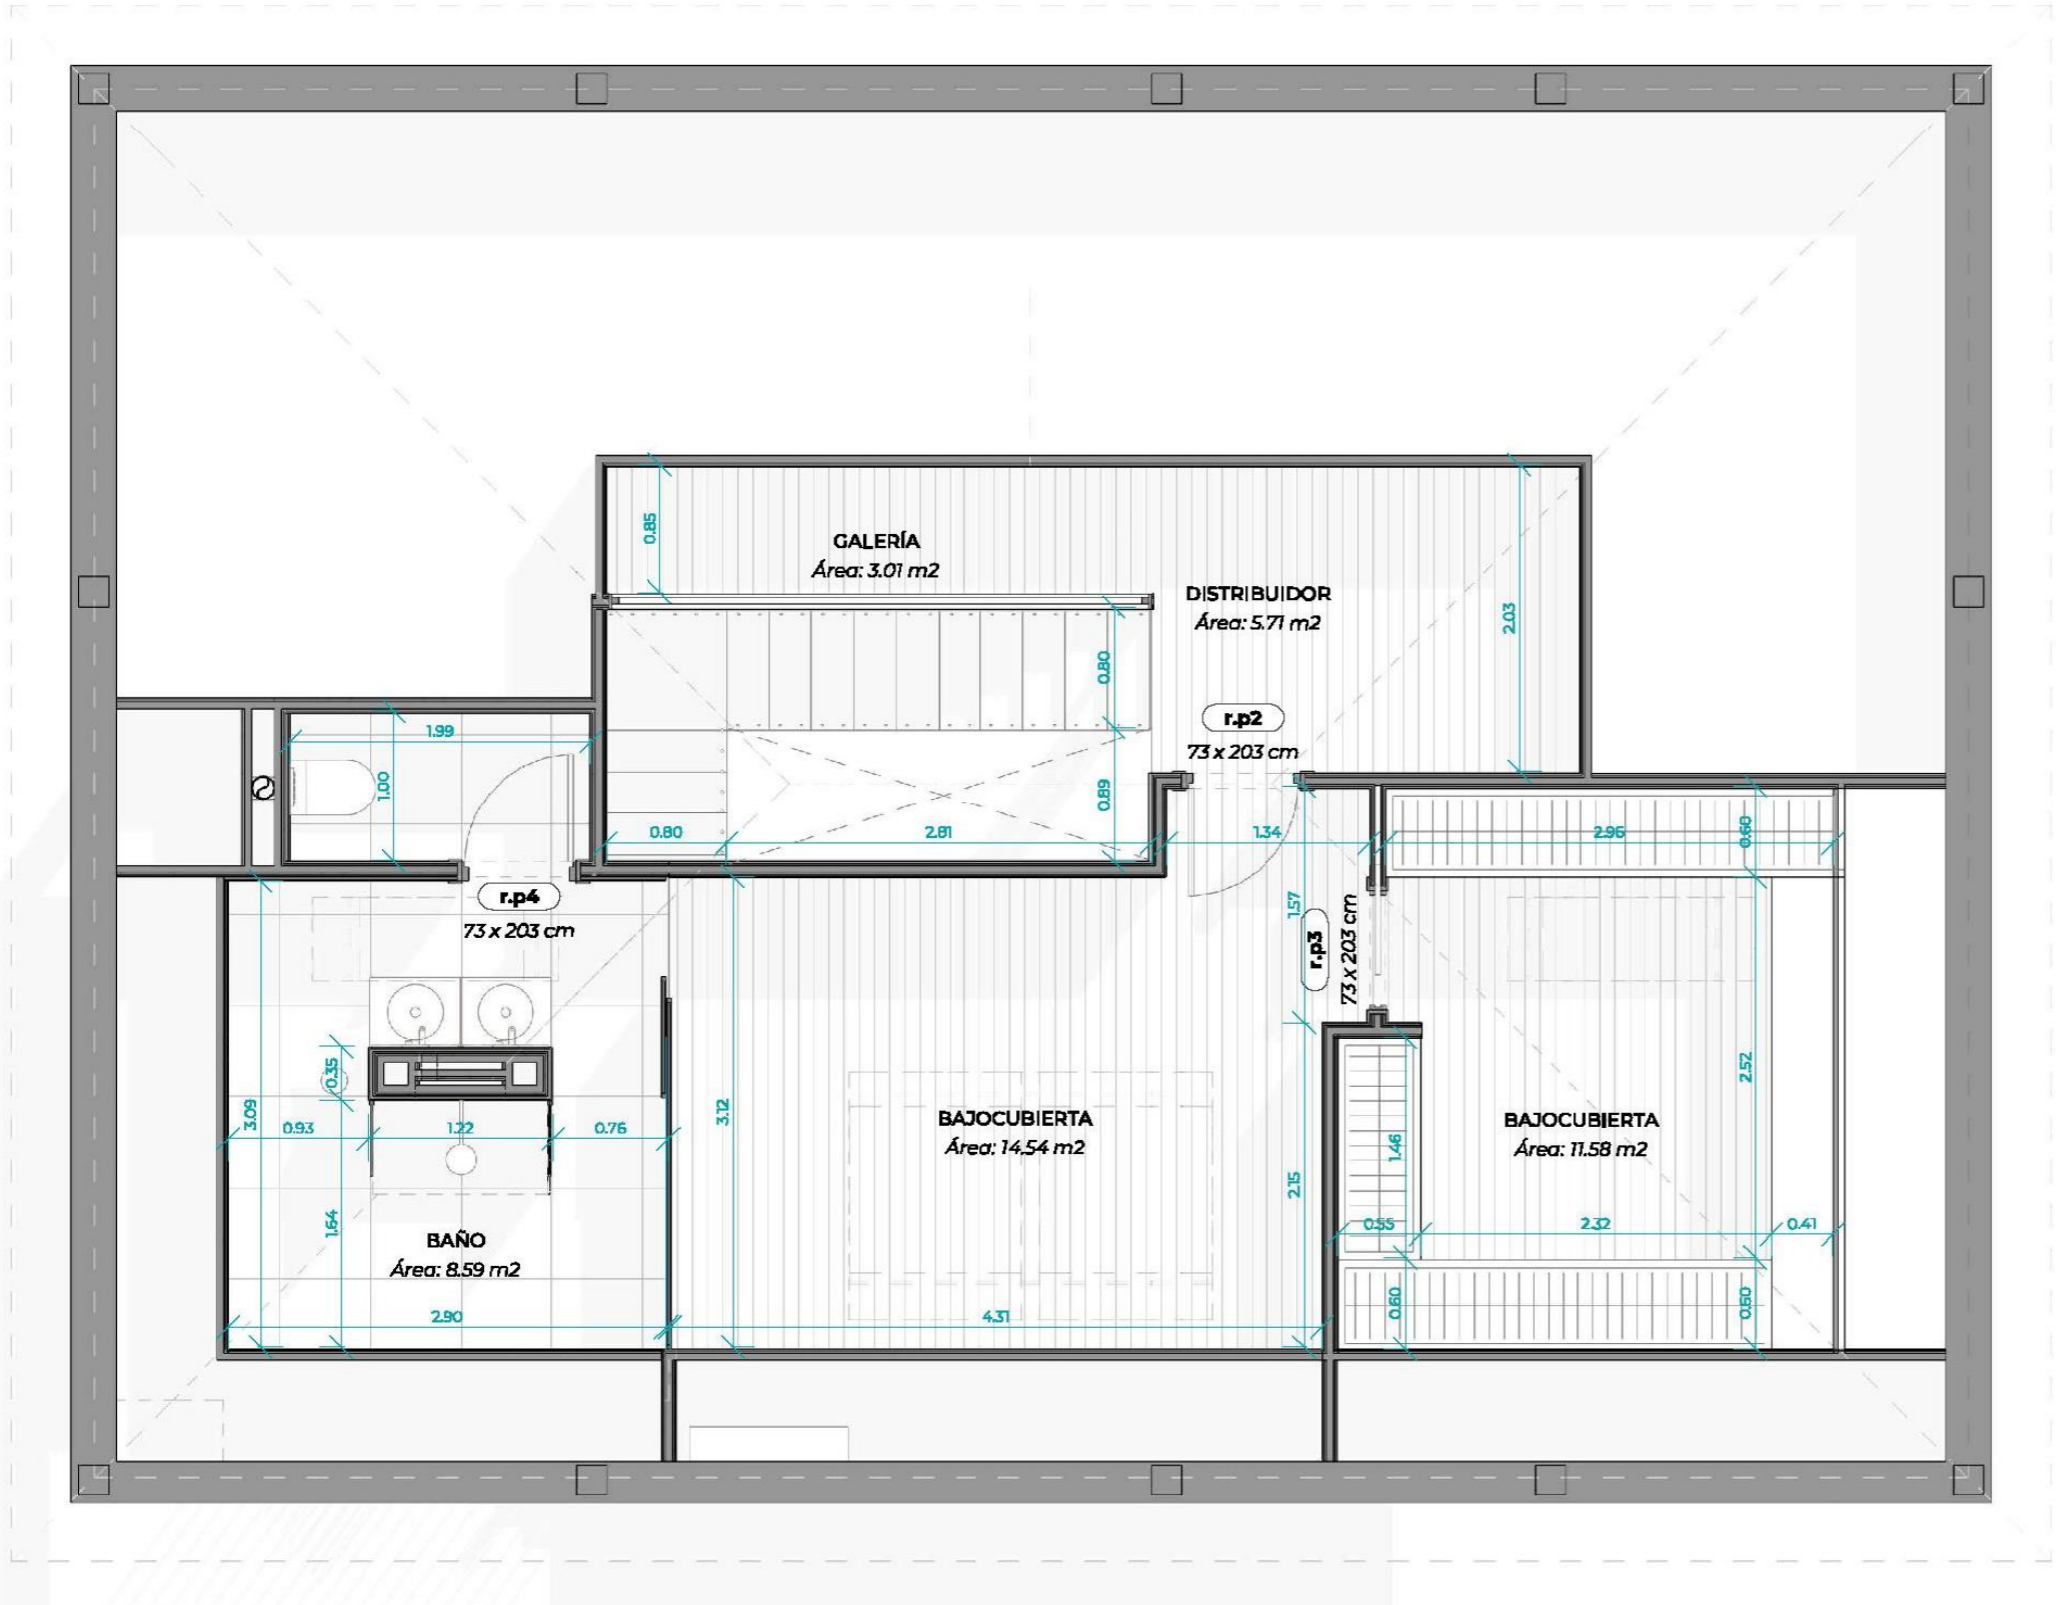 0.85
GALERÍA
Área: 3.01 m2
DISTRIBUIDOR
Área: 5.71 m2
2.03
0.80
r.p2
73 x 203 cm
1.99
1.00
0.89
0.80
2.81
1.34
2.96
0.60
r.p4
73 x 203 cm
1.57
r.p3
73 x 203 cm
0.35
3.09
0.93
1.22
0.76
3.12
BAJOCUBIERTA
Área: 14.54 m2
2.52
BAJOCUBIERTA
Área: 11.58 m2
1.46
2.15
1.64
BAÑO
Área: 8.59 m2
0.55
2.32
0.41
2.90
4.31
0.60
0.60